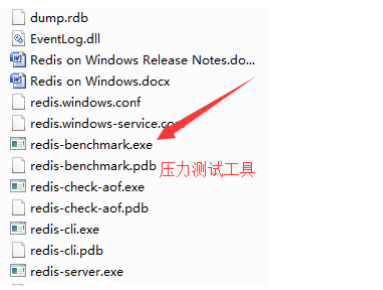 dump.rdb
EventLog.dll
Redis on Windows Release Notes.do...
Redis on Windows.docx
redis.windows.conf
redis.windows-service.conf
redis-benchmark.exe
redis-benchmark.pdb
压力测试工具
redis-check-aof.exe
redis-check-aof.pdb
redis-cli.exe
redis-cli.pdb
redis-server.exe